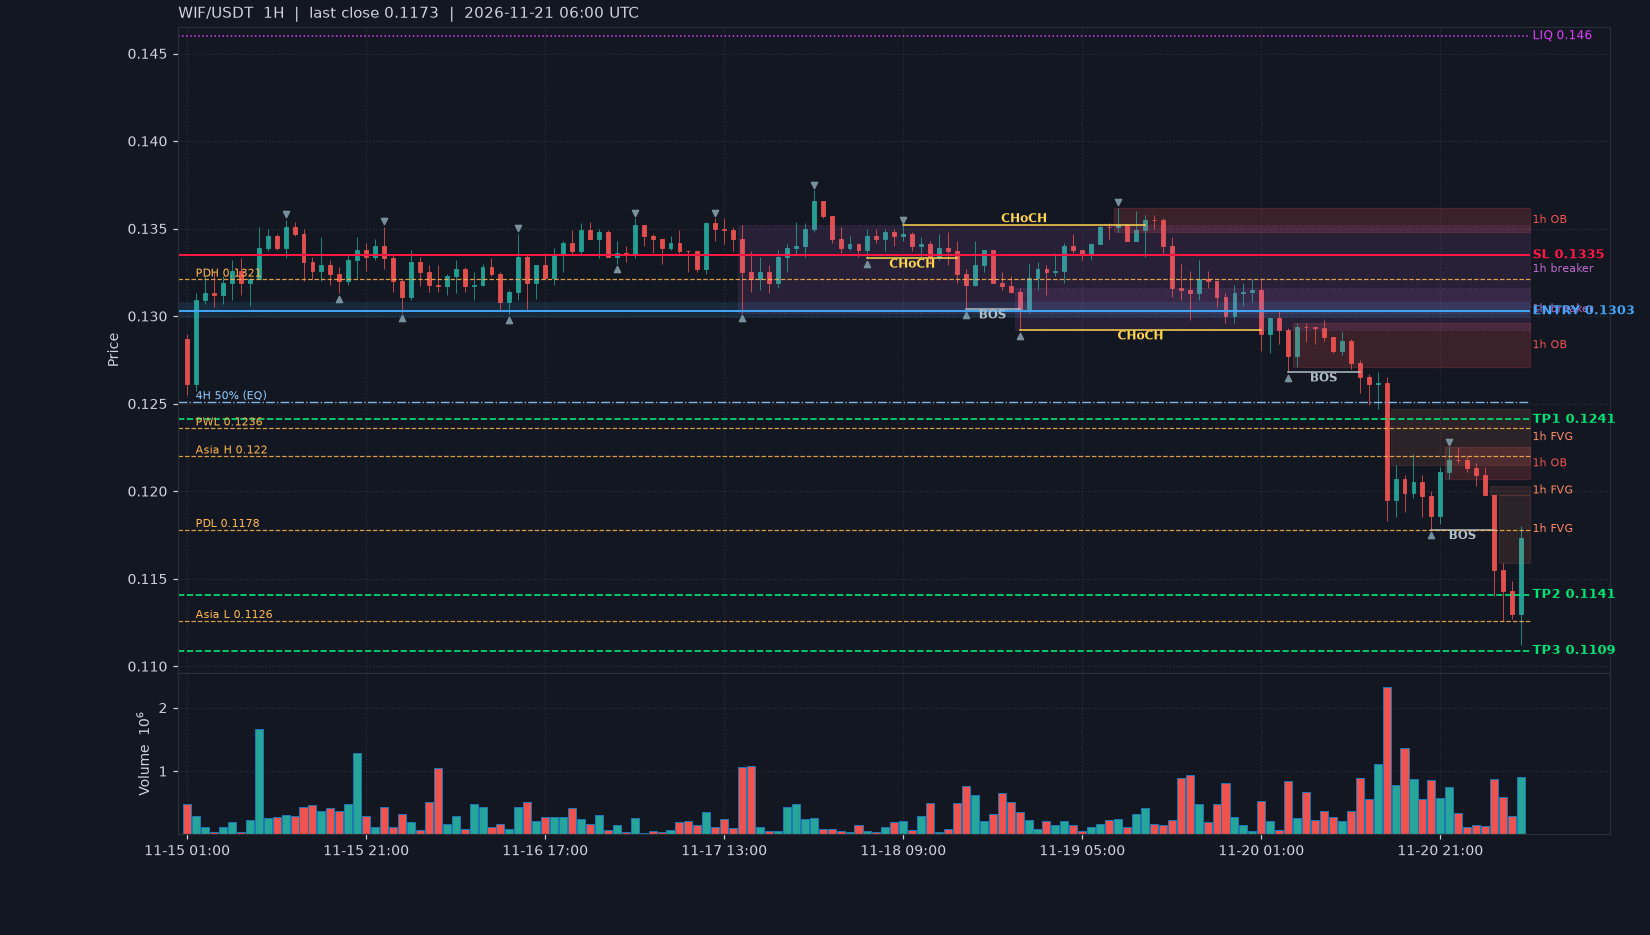 WIF/USDT 1H | last close 0.1173 | 2026-11-21 06:00 UTC
LIQ 0.146
0.145
0.140
0.135
0.130
0.125
0.120
0.115
0.110
Price
CHoCH
1h OB
SL 0.1335
CHoCH
1h breaker
PDH 0.1321
ENTRY 0.1303
BOS
CHoCH
1h OB
BOS
4H 50% (EQ)
TP1 0.1241
PWL 0.1236
1h FVG
Asia H 0.122
1h OB
1h FVG
PDL 0.1178
1h FVG
BOS
TP2 0.1141
Asia L 0.1126
TP3 0.1109
2
1
Volume 10⁶
11-15 01:00
11-15 21:00
11-16 17:00
11-17 13:00
11-18 09:00
11-19 05:00
11-20 01:00
11-20 21:00